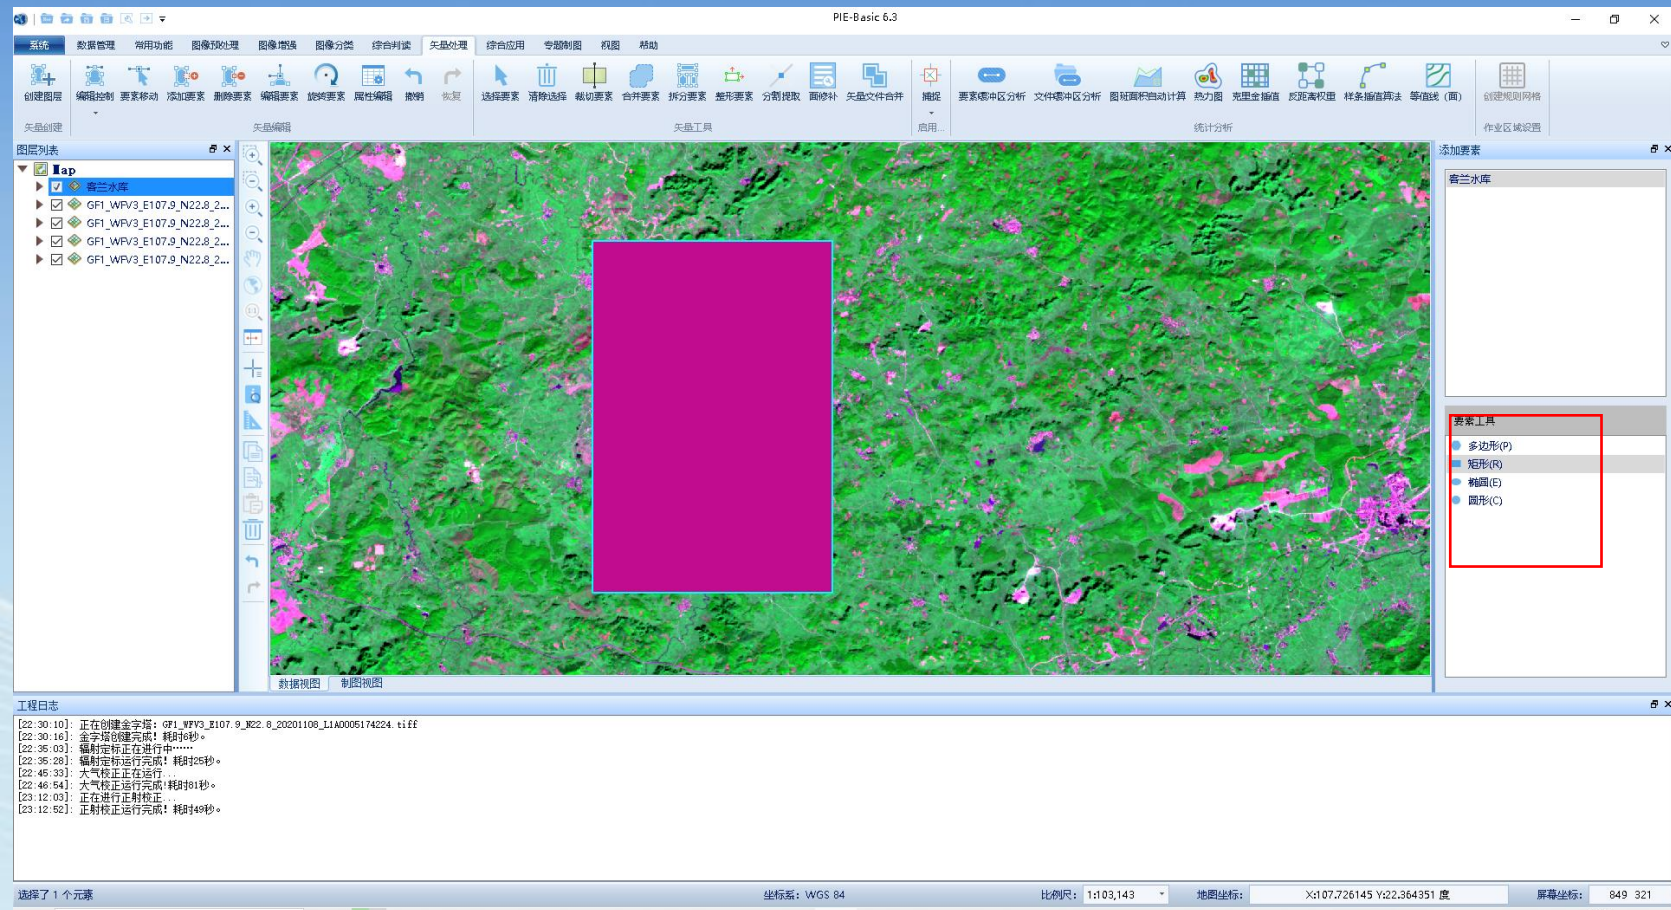 PIE-Basic 6.3
系统 数据管理 常用功能 图像预处理 图像增强 图像分类 综合判读 矢量处理 综合应用 专题制图 视图 帮助
创建图层 编辑控制 要素移动 添加要素 删除要素 编辑要素 旋转要素 属性编辑 撤销 恢复 选择要素 清除选择 裁切要素 合并要素 拆分要素 整形要素 分割提取 面修补 矢量文件合并 捕捉 要素缓冲区分析 文件缓冲区分析 图斑面积自动计算 热力图 克里金插值 反距离权重 样条插值算法 等值线（面） 创建规则网格
矢量创建 矢量编辑 矢量工具 启用... 统计分析 作业区域设置
图层列表
Map
客兰水库
GF1_WFV3_E107.9_N22.8_2...
GF1_WFV3_E107.9_N22.8_2...
GF1_WFV3_E107.9_N22.8_2...
GF1_WFV3_E107.9_N22.8_2...
添加要素
客兰水库
要素工具
多边形(P)
矩形(R)
椭圆(E)
圆形(C)
数据视图 制图视图
工程日志
[22:30:10]: 正在创建金字塔: GF1_WFV3_E107.9_N22.8_20201108_L1A0005174224.tiff
[22:30:16]: 金字塔创建完成! 耗时6秒。
[22:35:03]: 辐射定标正在进行中……
[22:35:28]: 辐射定标运行完成! 耗时25秒。
[22:45:33]: 大气校正正在运行...
[22:46:54]: 大气校正运行完成!耗时81秒。
[23:12:03]: 正在进行正射校正...
[23:12:52]: 正射校正运行完成! 耗时49秒。
选择了 1 个元素 坐标系: WGS 84 比例尺: 1:103,143 地图坐标: X:107.726145 Y:22.364351 度 屏幕坐标: 849 321